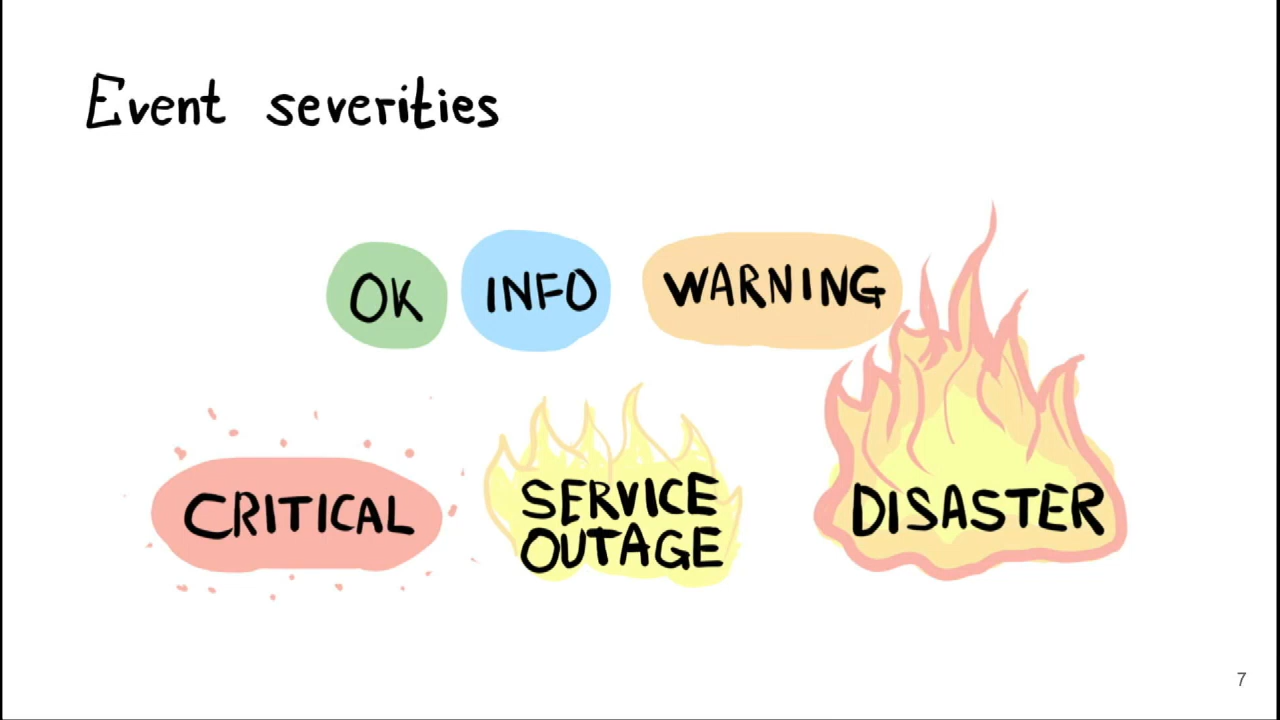 Event severities
OK
INFO
WARNING
CRITICAL
SERVICE
OUTAGE
DISASTER
7